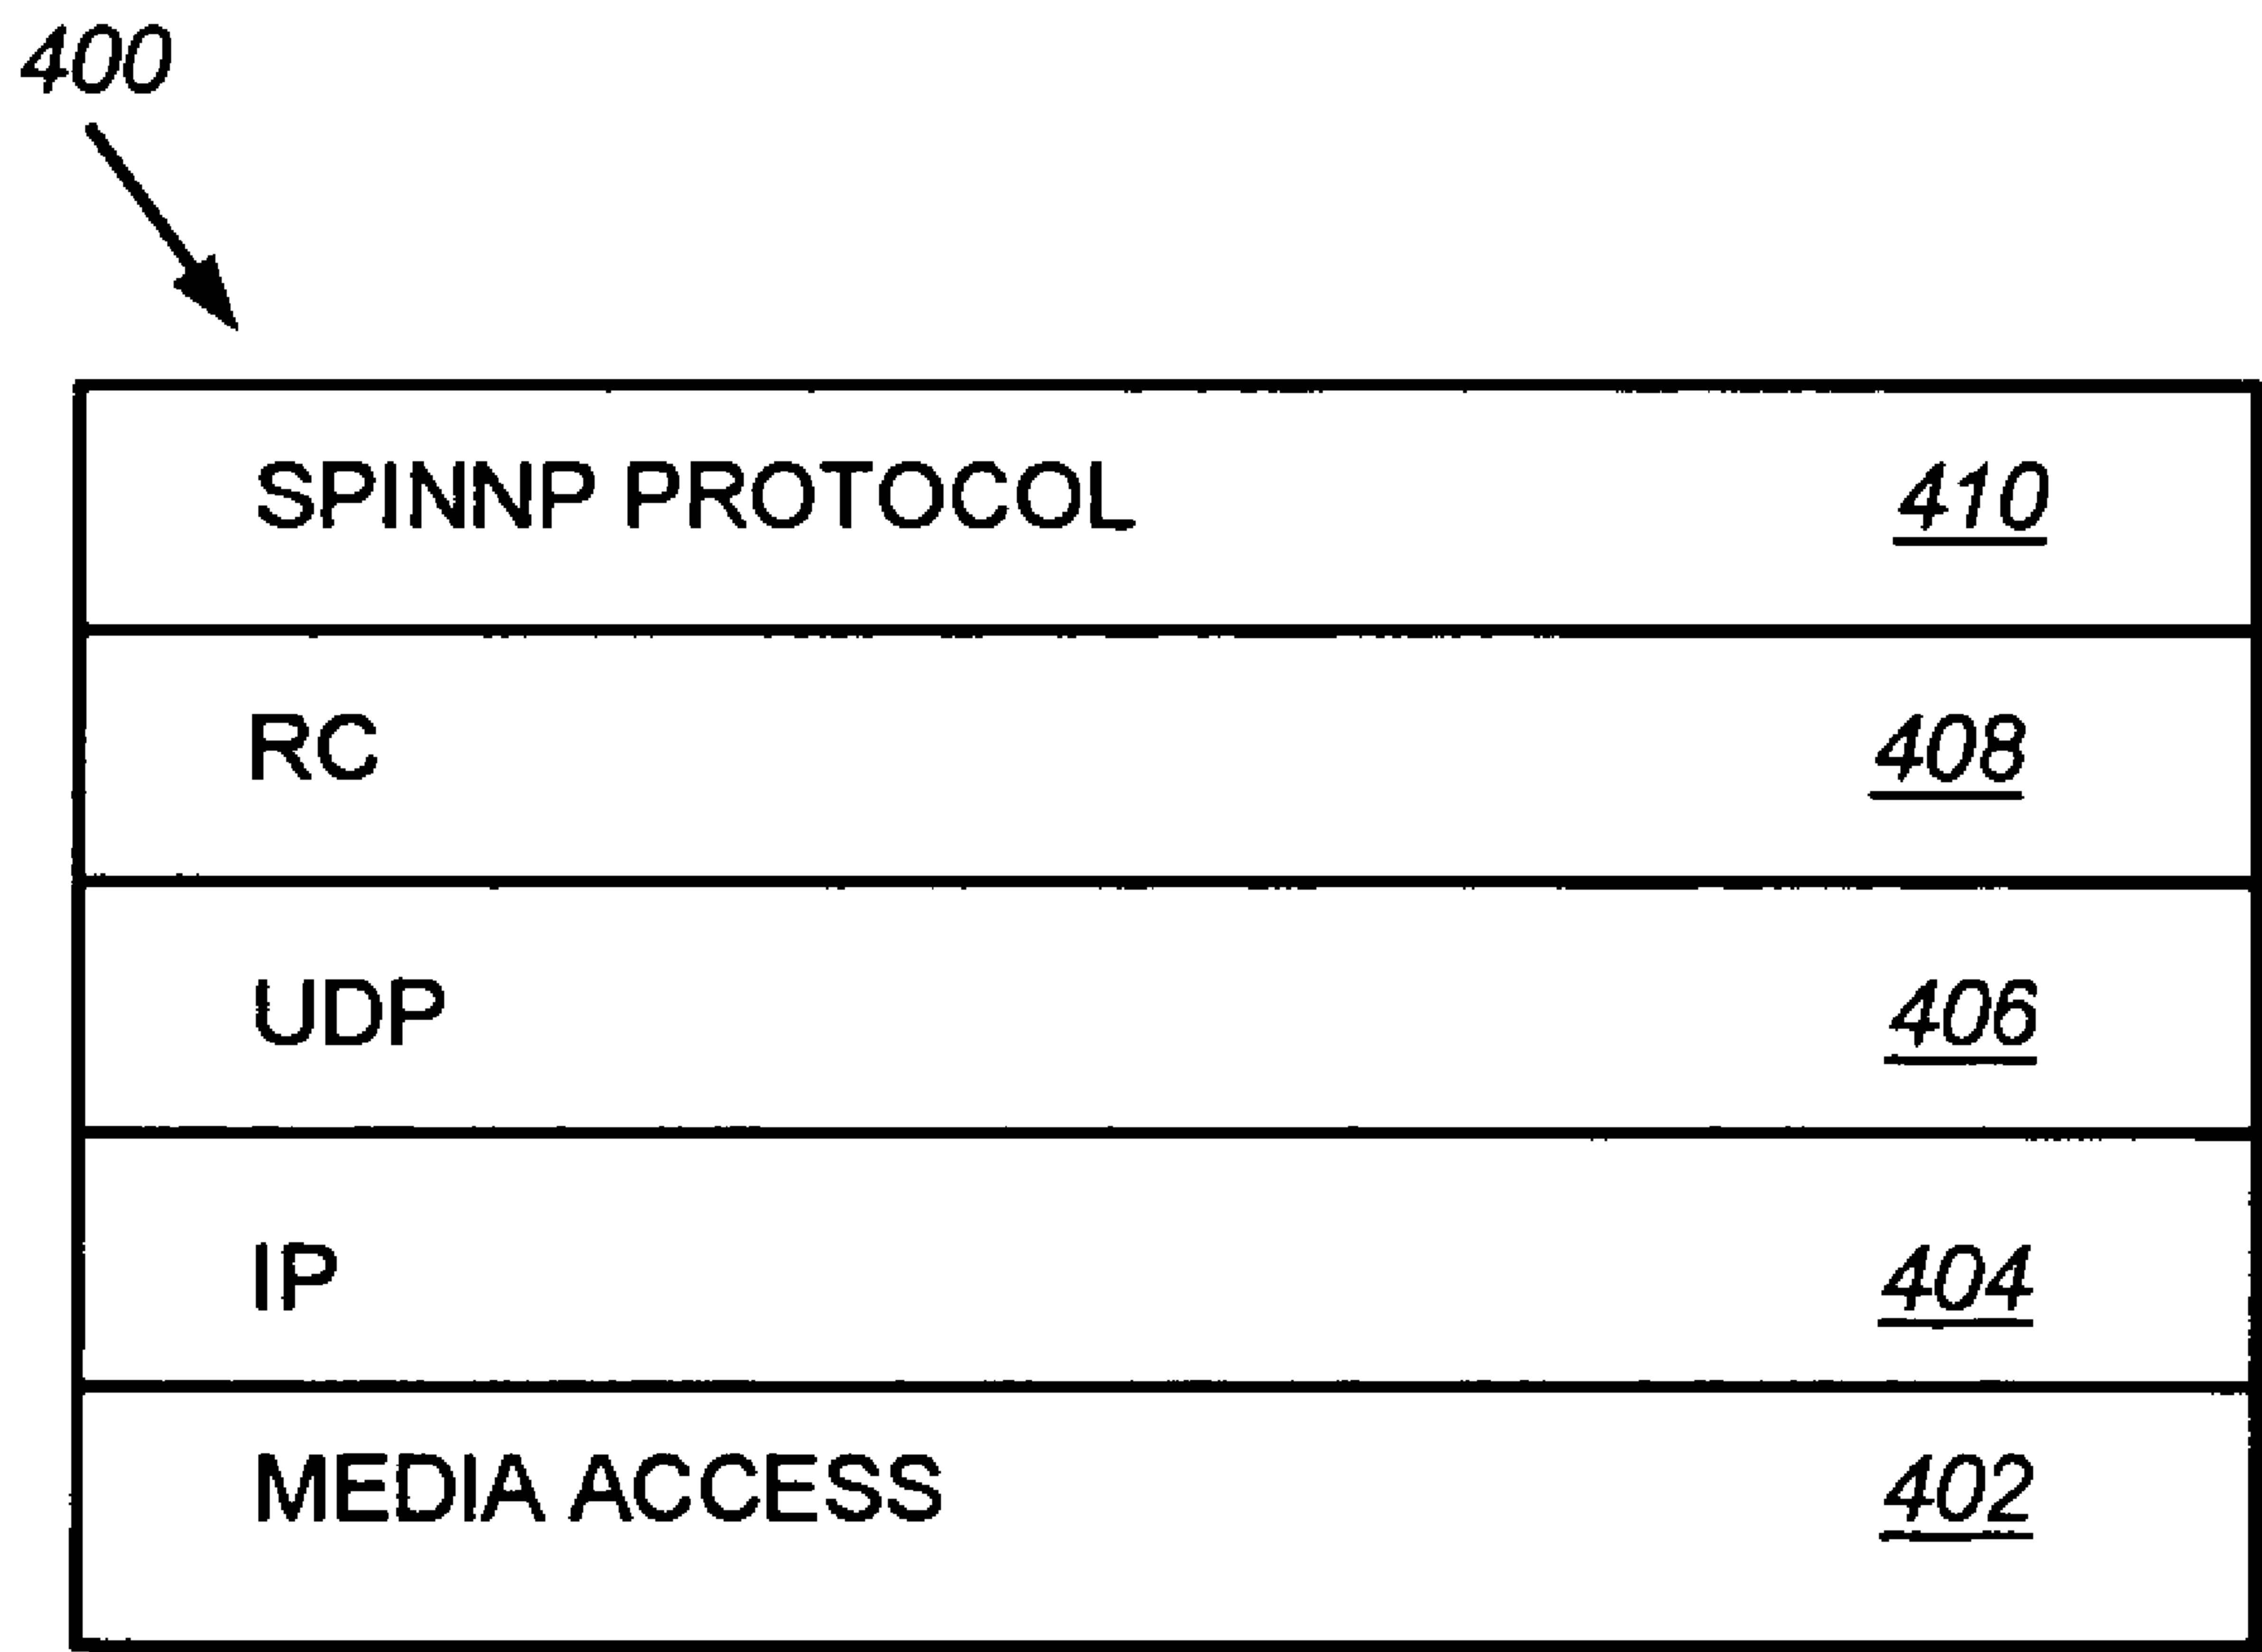 400
SPINNP PROTOCOL 410
RC 408
UDP 406
IP 404
MEDIA ACCESS 402